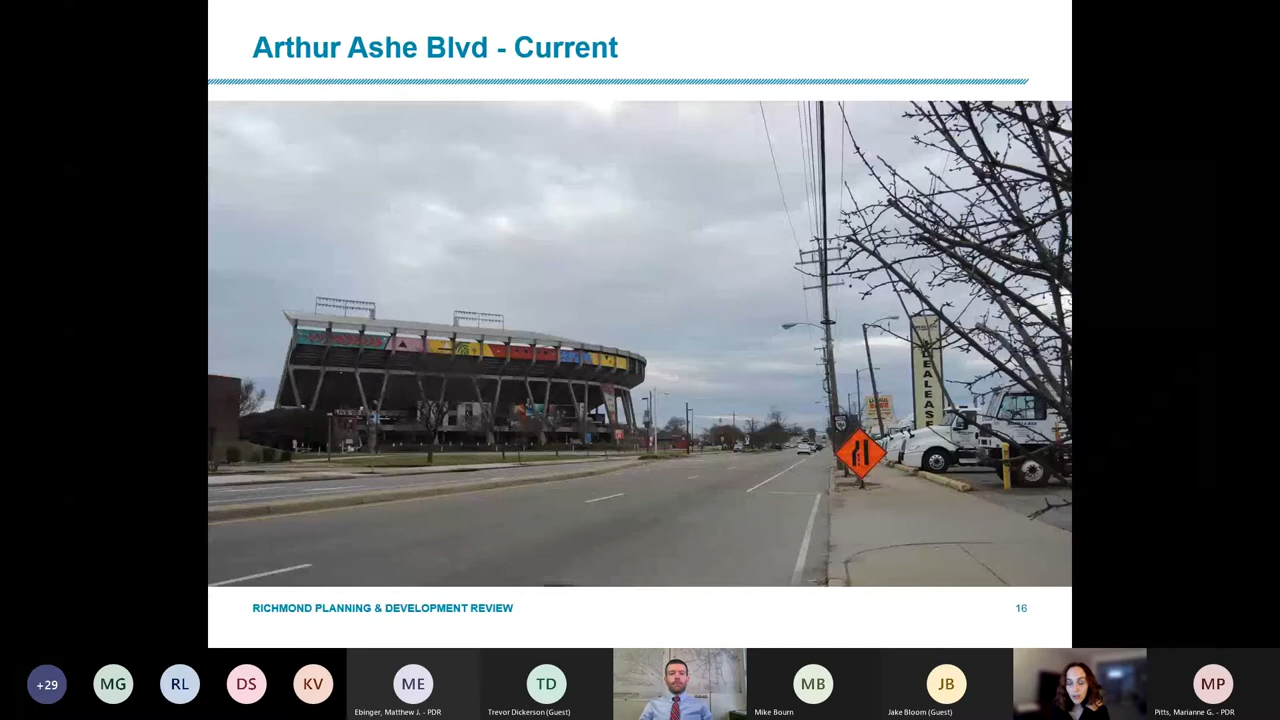 Arthur Ashe Blvd - Current
IDEALEASE
RICHMOND PLANNING & DEVELOPMENT REVIEW
16
+29
MG
RL
DS
KV
ME
TD
MB
JB
MP
Ebinger, Matthew J. - PDR
Trevor Dickerson (Guest)
Mike Bourn
Jake Bloom (Guest)
Pitts, Marianne G. - PDR